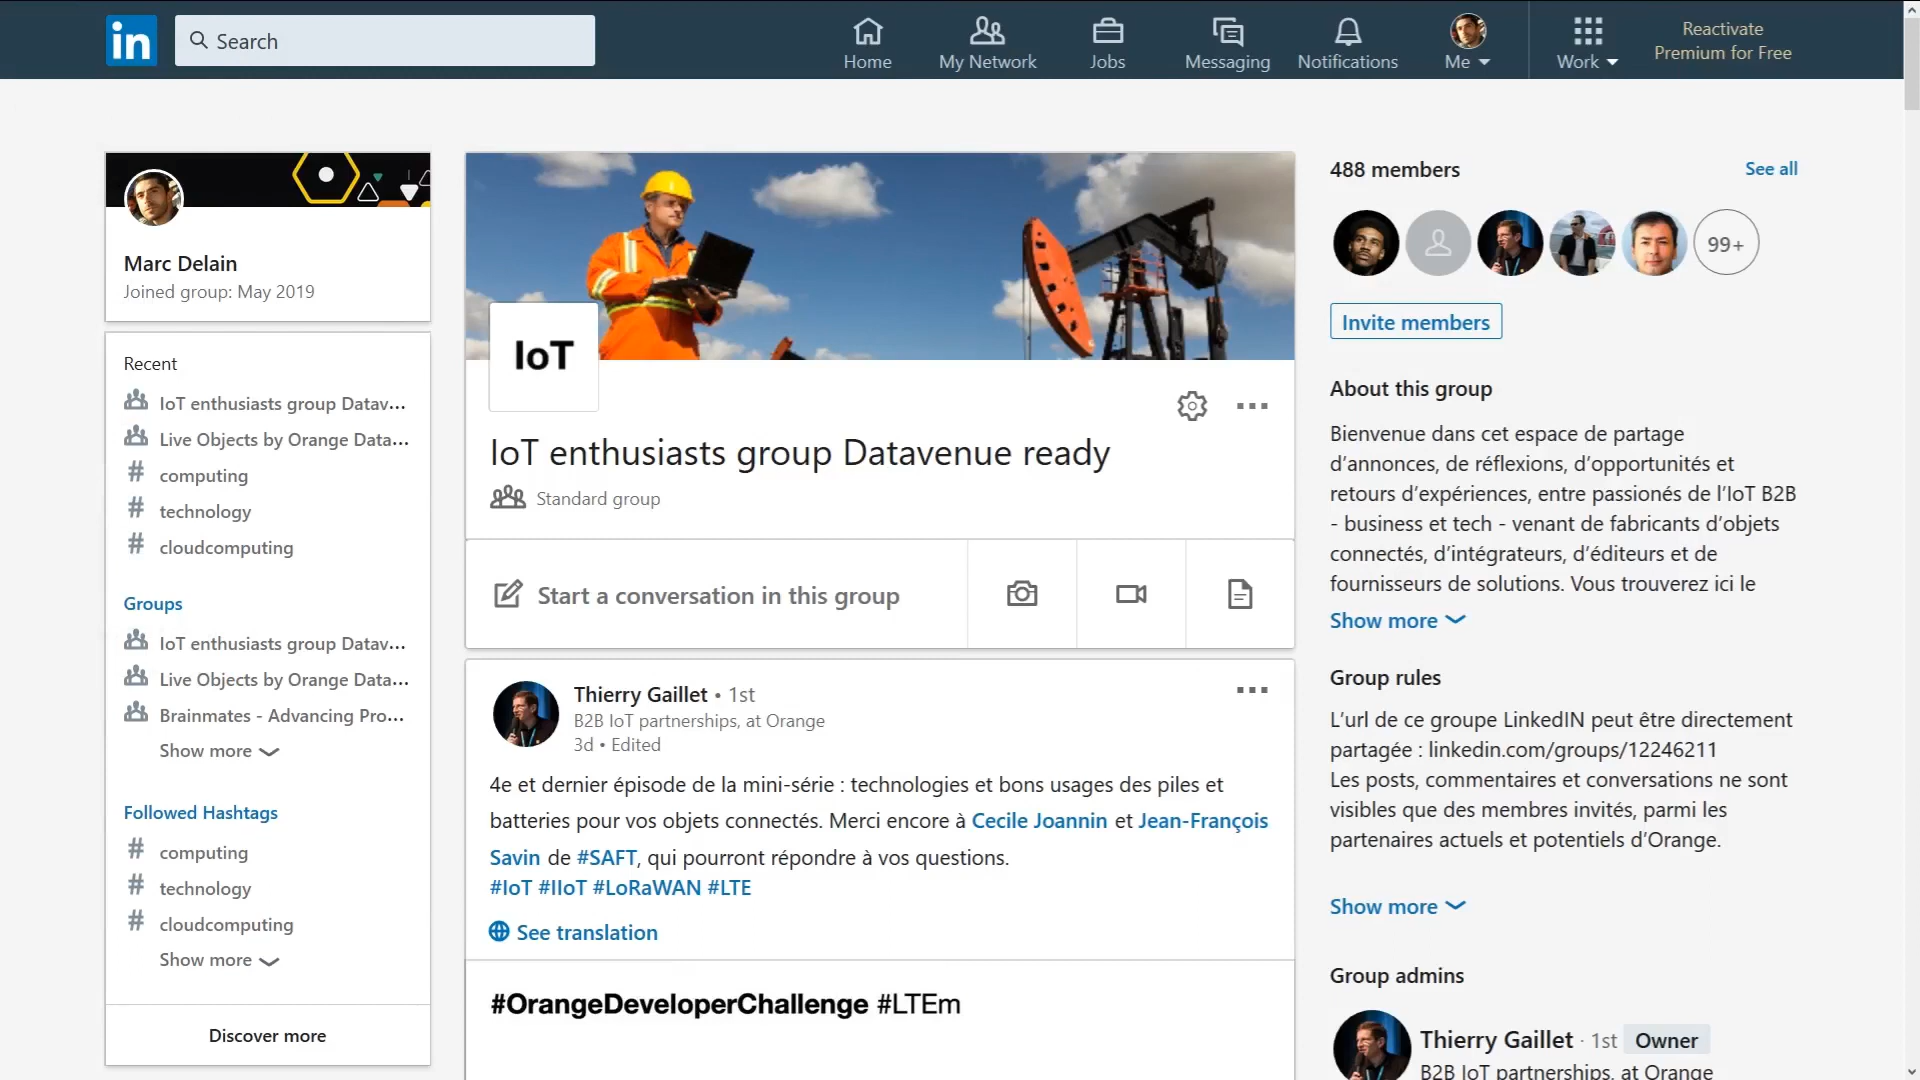 in
Search
Home
My Network
Jobs
Messaging
Notifications
Me
Work
Reactivate
Premium for Free
Marc Delain
Joined group: May 2019
Recent
IoT enthusiasts group Datav...
Live Objects by Orange Data...
# computing
# technology
# cloudcomputing
Groups
IoT enthusiasts group Datav...
Live Objects by Orange Data...
Brainmates - Advancing Pro...
Show more
Followed Hashtags
# computing
# technology
# cloudcomputing
Show more
Discover more
IoT
IoT enthusiasts group Datavenue ready
Standard group
Start a conversation in this group
Thierry Gaillet • 1st
B2B IoT partnerships, at Orange
3d • Edited
4e et dernier épisode de la mini-série : technologies et bons usages des piles et
batteries pour vos objets connectés. Merci encore à Cecile Joannin et Jean-François
Savin de #SAFT, qui pourront répondre à vos questions.
#IoT #IIoT #LoRaWAN #LTE
See translation
#OrangeDeveloperChallenge #LTEm
488 members
See all
99+
Invite members
About this group
Bienvenue dans cet espace de partage
d’annonces, de réflexions, d’opportunités et
retours d’expériences, entre passionés de l’IoT B2B
- business et tech - venant de fabricants d’objets
connectés, d’intégrateurs, d’éditeurs et de
fournisseurs de solutions. Vous trouverez ici le
Show more
Group rules
L’url de ce groupe LinkedIN peut être directement
partagée : linkedin.com/groups/12246211
Les posts, commentaires et conversations ne sont
visibles que des membres invités, parmi les
partenaires actuels et potentiels d’Orange.
Show more
Group admins
Thierry Gaillet · 1st Owner
B2B IoT partnerships, at Orange